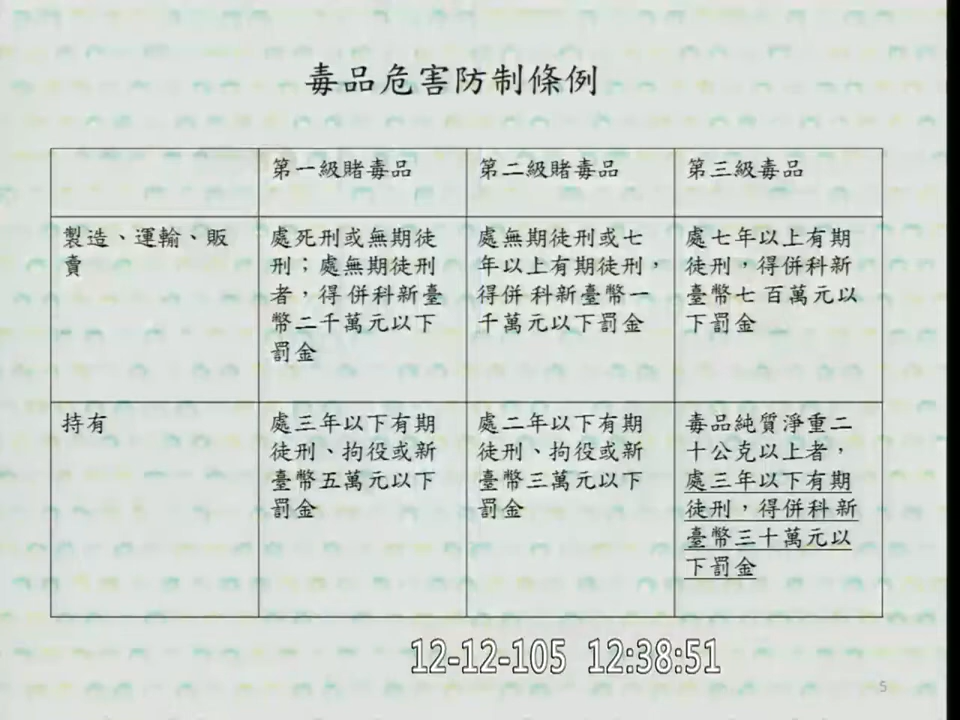 毒品危害防制條例
第一級賭毒品
第二級賭毒品
第三級毒品
製造、運輸、販
賣
處死刑或無期徒
刑；處無期徒刑
者，得併科新臺
幣二千萬元以下
罰金
處無期徒刑或七
年以上有期徒刑，
得併科新臺幣一
千萬元以下罰金
處七年以上有期
徒刑，得併科新
臺幣七百萬元以
下罰金
持有
處三年以下有期
徒刑、拘役或新
臺幣五萬元以下
罰金
處二年以下有期
徒刑、拘役或新
臺幣三萬元以下
罰金
毒品純質淨重二
十公克以上者，
處三年以下有期
徒刑，得併科新
臺幣三十萬元以
下罰金
12-12-105 12:38:51
5